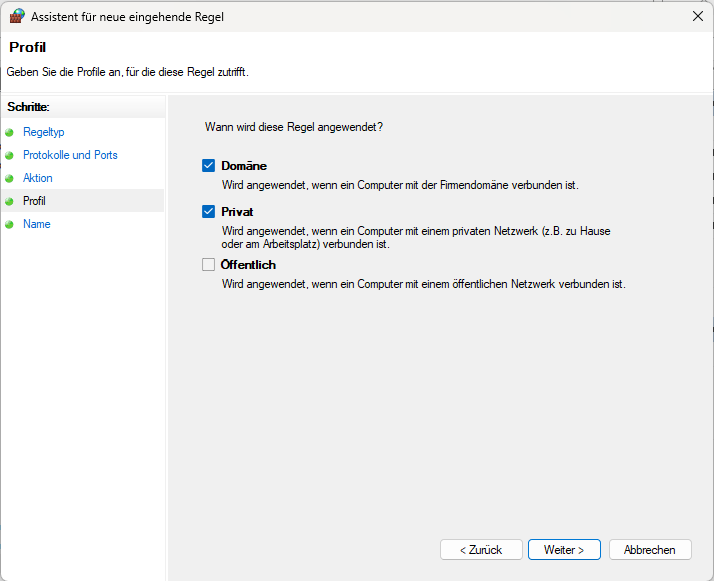 Assistent für neue eingehende Regel
Profil
Geben Sie die Profile an, für die diese Regel zutrifft.
Schritte:
Regeltyp
Protokolle und Ports
Aktion
Profil
Name
Wann wird diese Regel angewendet?
Domäne
Wird angewendet, wenn ein Computer mit der Firmendomäne verbunden ist.
Privat
Wird angewendet, wenn ein Computer mit einem privaten Netzwerk (z.B. zu Hause
oder am Arbeitsplatz) verbunden ist.
Öffentlich
Wird angewendet, wenn ein Computer mit einem öffentlichen Netzwerk verbunden ist.
< Zurück
Weiter >
Abbrechen